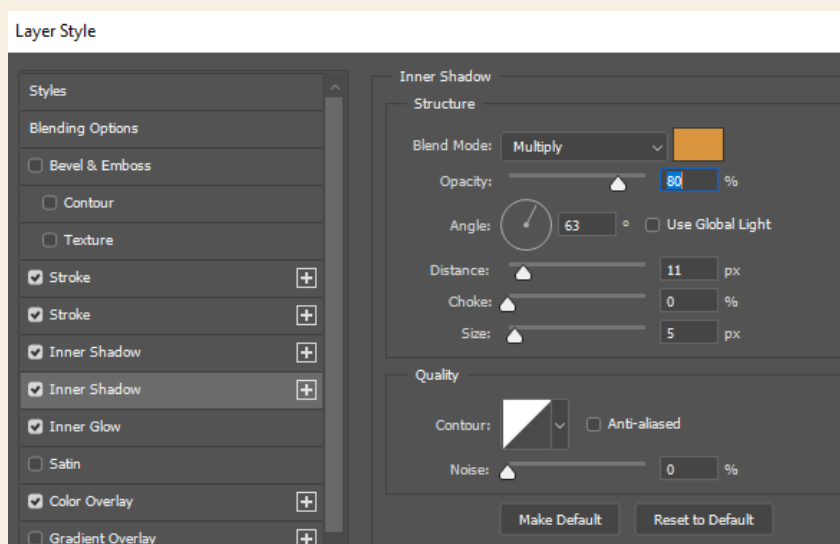 Layer Style
Styles
Blending Options
Bevel & Emboss
Contour
Texture
Stroke
Stroke
Inner Shadow
Inner Shadow
Inner Glow
Satin
Color Overlay
Gradient Overlay
Inner Shadow
Structure
Blend Mode: Multiply
Opacity: 80 %
Angle: 63 ° Use Global Light
Distance: 11 px
Choke: 0 %
Size: 5 px
Quality
Contour: Anti-aliased
Noise: 0 %
Make Default Reset to Default